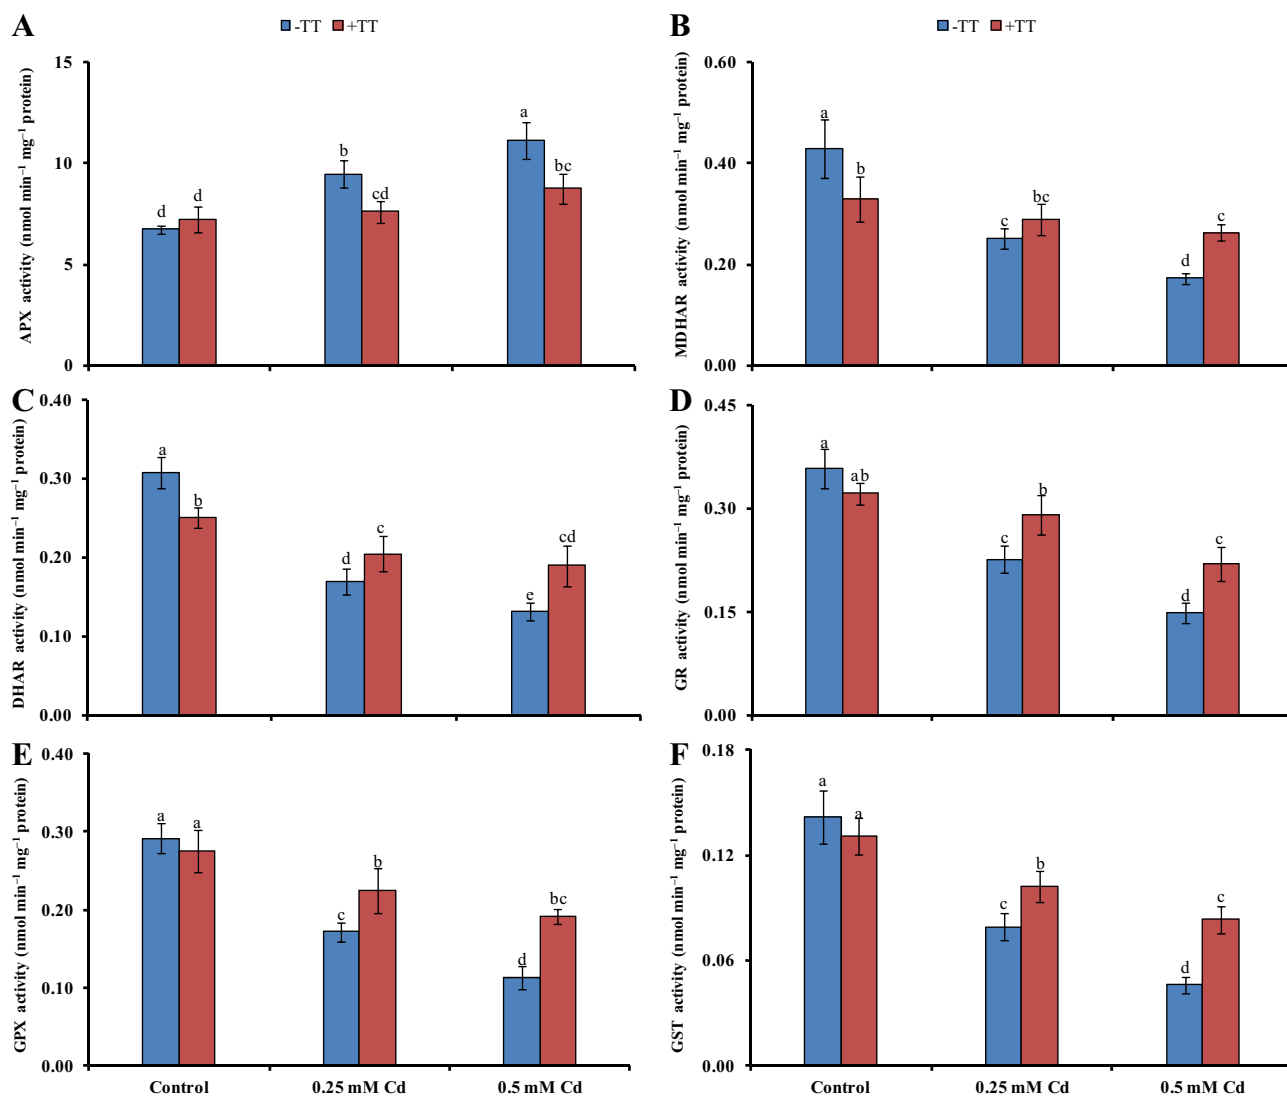 A
-TT +TT
APX activity (nmol min⁻¹ mg⁻¹ protein)
15
10
5
0
d d b cd a bc
B
-TT +TT
MDHAR activity (nmol min⁻¹ mg⁻¹ protein)
0.60
0.40
0.20
0.00
a b c bc d c
C
DHAR activity (nmol min⁻¹ mg⁻¹ protein)
0.40
0.30
0.20
0.10
0.00
a b d c e cd
D
GR activity (nmol min⁻¹ mg⁻¹ protein)
0.45
0.30
0.15
0.00
a ab c b d c
E
GPX activity (nmol min⁻¹ mg⁻¹ protein)
0.40
0.30
0.20
0.10
0.00
a a c b d bc
Control 0.25 mM Cd 0.5 mM Cd
F
GST activity (nmol min⁻¹ mg⁻¹ protein)
0.18
0.12
0.06
0.00
a a c b d c
Control 0.25 mM Cd 0.5 mM Cd